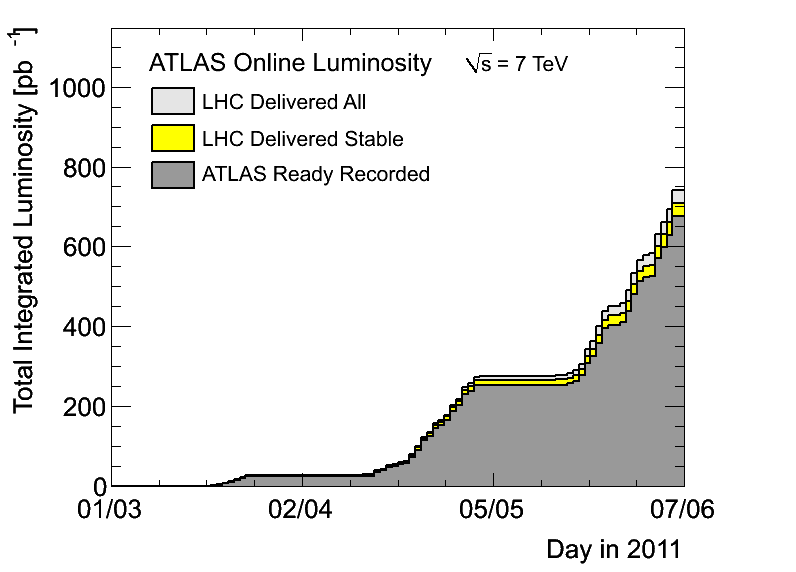 Total Integrated Luminosity [pb⁻¹]
ATLAS Online Luminosity √s = 7 TeV
LHC Delivered All
LHC Delivered Stable
ATLAS Ready Recorded
1000
800
600
400
200
0
01/03 02/04 05/05 07/06
Day in 2011